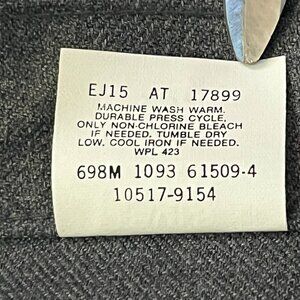 EJ15 AT 17899
MACHINE WASH WARM.
DURABLE PRESS CYCLE,
ONLY NON-CHLORINE BLEACH
IF NEEDED. TUMBLE DRY
LOW. COOL IRON IF NEEDED.
WPL 423
698M 1093 61509-4
10517-9154